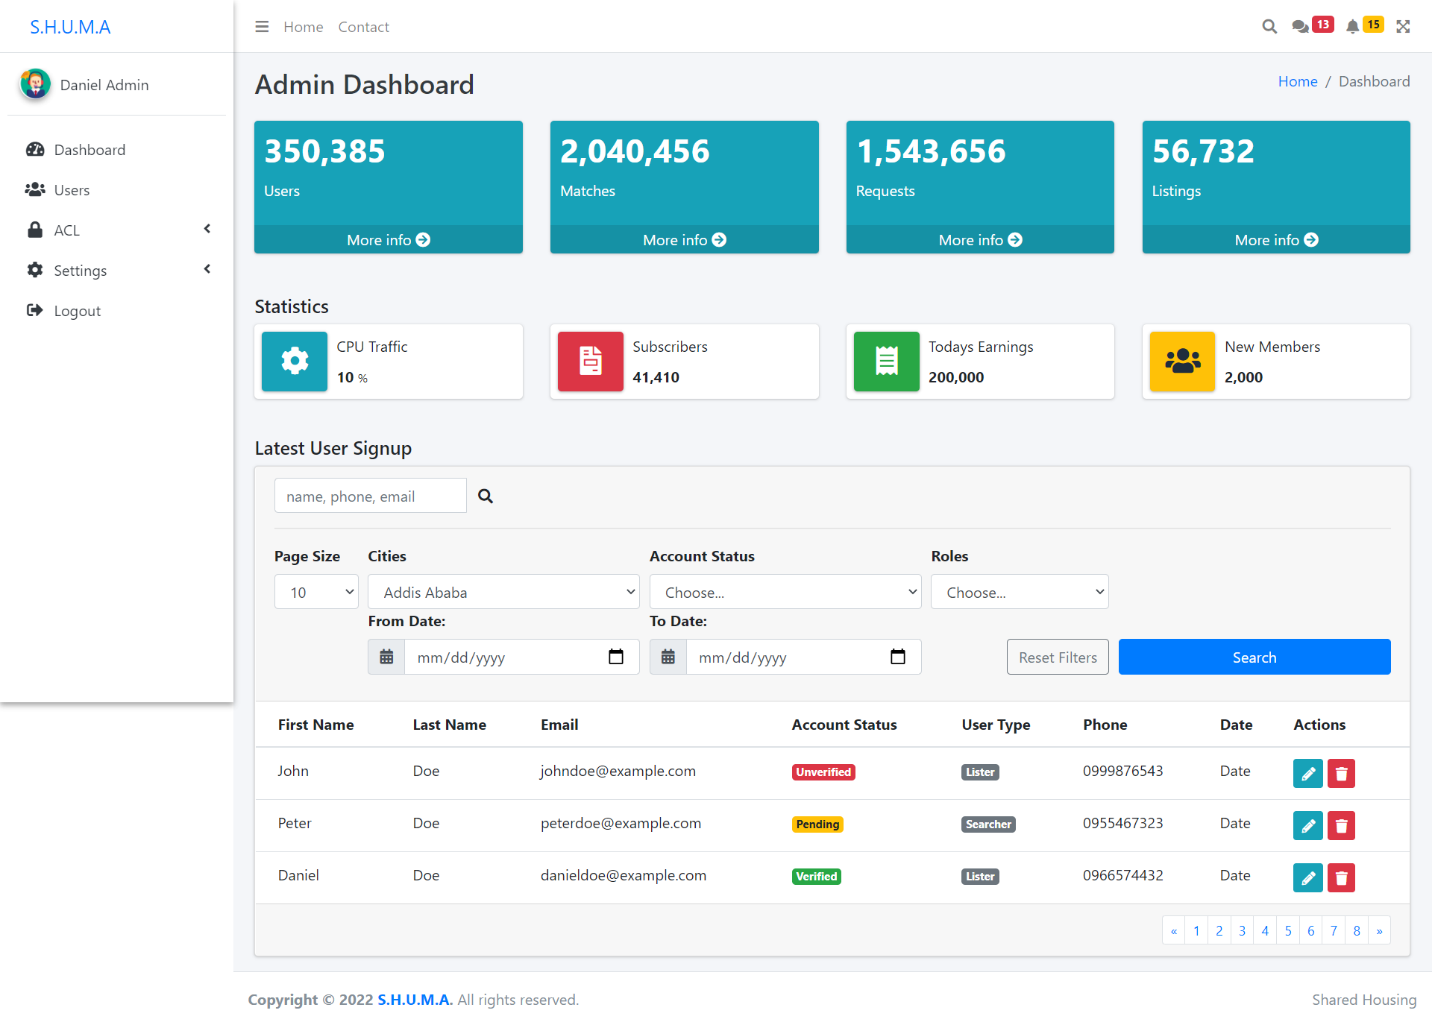 S.H.U.M.A
Home Contact
13 15
Daniel Admin
Dashboard
Users
ACL
Settings
Logout
Admin Dashboard
Home / Dashboard
350,385
Users
More info
2,040,456
Matches
More info
1,543,656
Requests
More info
56,732
Listings
More info
Statistics
CPU Traffic
10 %
Subscribers
41,410
Todays Earnings
200,000
New Members
2,000
Latest User Signup
name, phone, email
Page Size Cities Account Status Roles
10 Addis Ababa Choose... Choose...
From Date: To Date:
mm/dd/yyyy mm/dd/yyyy Reset Filters Search
First Name Last Name Email Account Status User Type Phone Date Actions
John Doe johndoe@example.com Unverified Lister 0999876543 Date
Peter Doe peterdoe@example.com Pending Searcher 0955467323 Date
Daniel Doe danieldoe@example.com Verified Lister 0966574432 Date
« 1 2 3 4 5 6 7 8 »
Copyright © 2022 S.H.U.M.A. All rights reserved.
Shared Housing